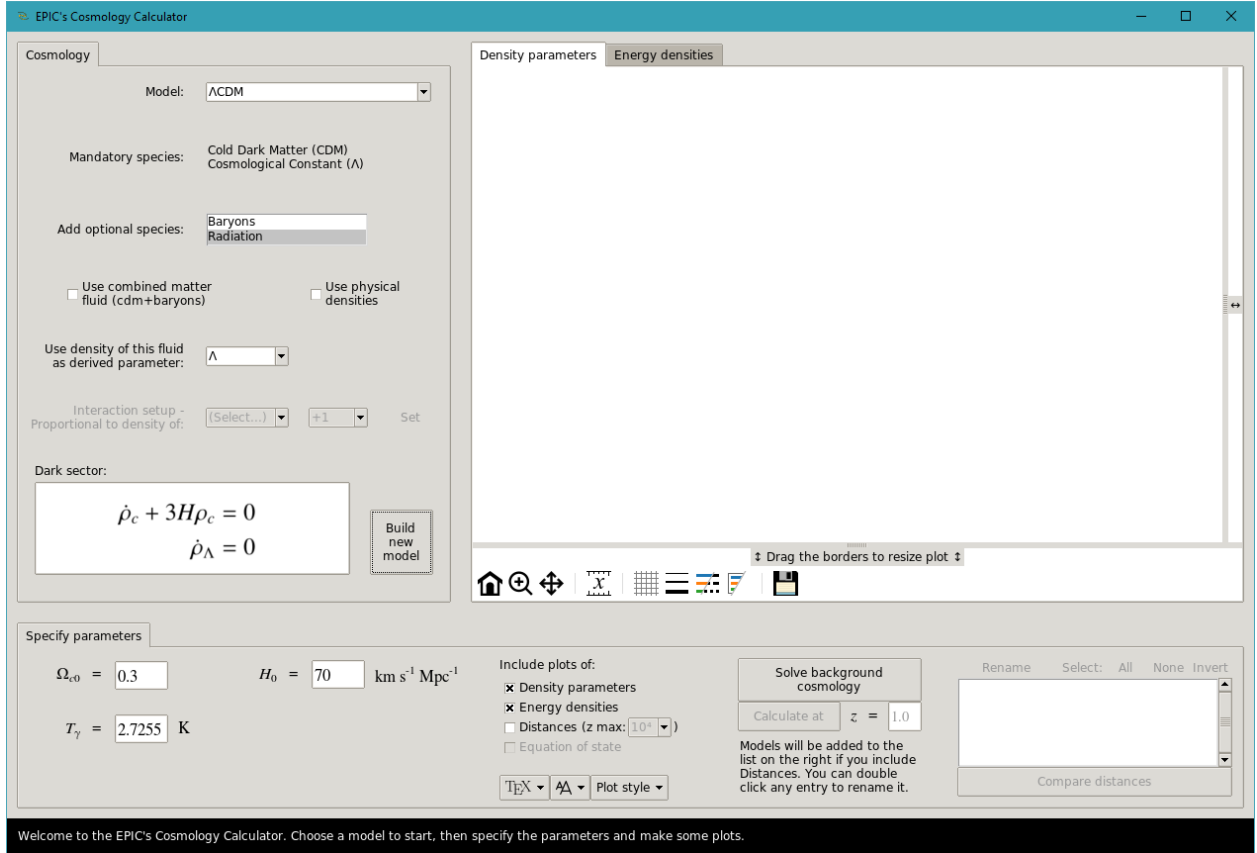 EPIC's Cosmology Calculator
Cosmology
Model: ΛCDM
Mandatory species:
Cold Dark Matter (CDM)
Cosmological Constant (Λ)
Add optional species:
Baryons
Radiation
Use combined matter
fluid (cdm+baryons)
Use physical
densities
Use density of this fluid
as derived parameter:
Λ
Interaction setup -
Proportional to density of:
(Select...) +1 Set
Dark sector:
ρ̇_c + 3Hρ_c = 0
ρ̇_Λ = 0
Build
new
model
Density parameters Energy densities
↔
↕ Drag the borders to resize plot ↕
x
Specify parameters
Ω_c0 = 0.3
H_0 = 70 km s⁻¹ Mpc⁻¹
T_γ = 2.7255 K
Include plots of:
Density parameters
Energy densities
Distances (z max: 10⁴ )
Equation of state
TEX AA Plot style
Solve background
cosmology
Calculate at z = 1.0
Models will be added to the
list on the right if you include
Distances. You can double
click any entry to rename it.
Rename Select: All None Invert
Compare distances
Welcome to the EPIC's Cosmology Calculator. Choose a model to start, then specify the parameters and make some plots.